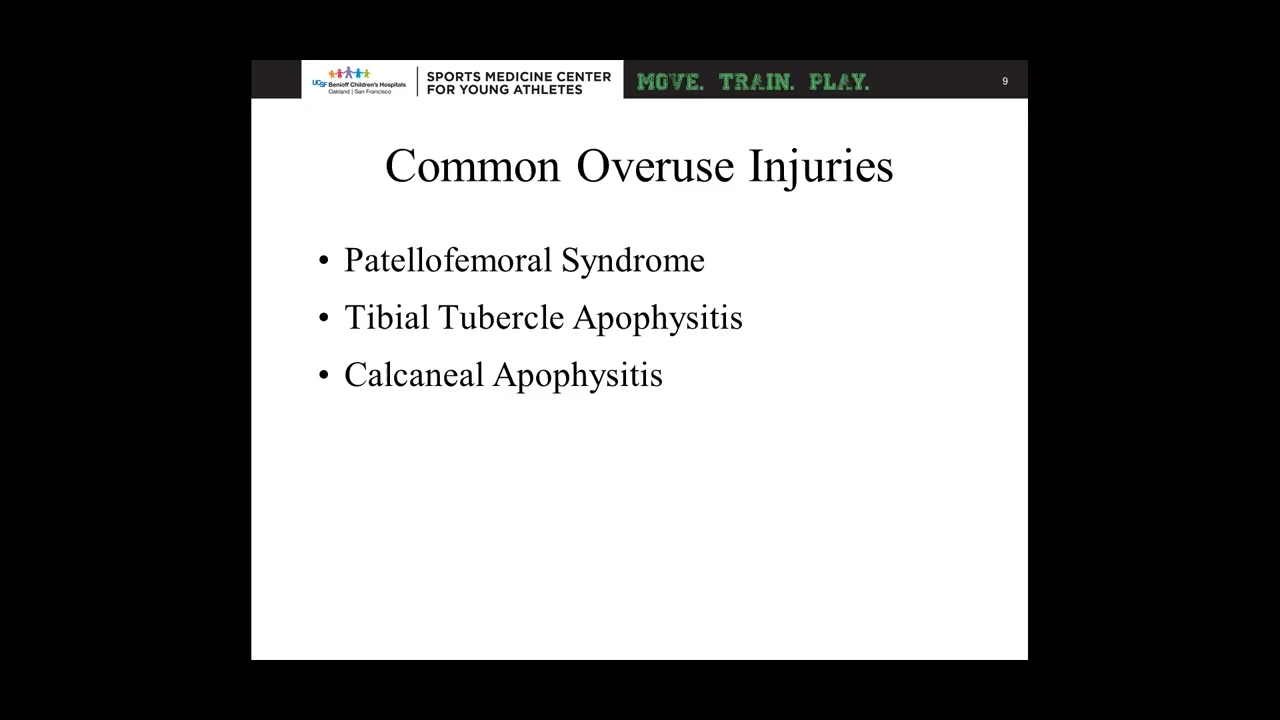 UCSF Benioff Children's Hospitals
Oakland | San Francisco
SPORTS MEDICINE CENTER
FOR YOUNG ATHLETES
MOVE. TRAIN. PLAY.
9
Common Overuse Injuries
• Patellofemoral Syndrome
• Tibial Tubercle Apophysitis
• Calcaneal Apophysitis